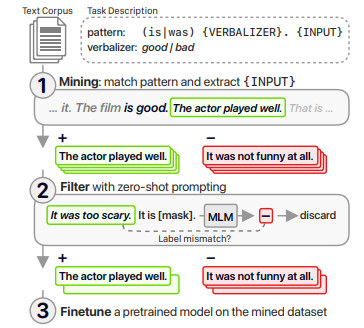 Text Corpus
Task Description
pattern: (is|was) {VERBALIZER}. {INPUT}
verbalizer: good | bad
1 Mining: match pattern and extract {INPUT}
... it. The film is good. The actor played well. That is ...
+ −
The actor played well. It was not funny at all.
2 Filter with zero-shot prompting
It was too scary. It is [mask]. MLM − discard
Label mismatch?
+ −
The actor played well. It was not funny at all.
3 Finetune a pretrained model on the mined dataset